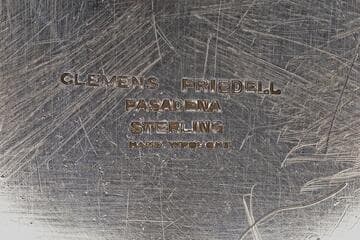 CLEMENS FRIEDELL
PASADENA
STERLING
HAND WROUGHT